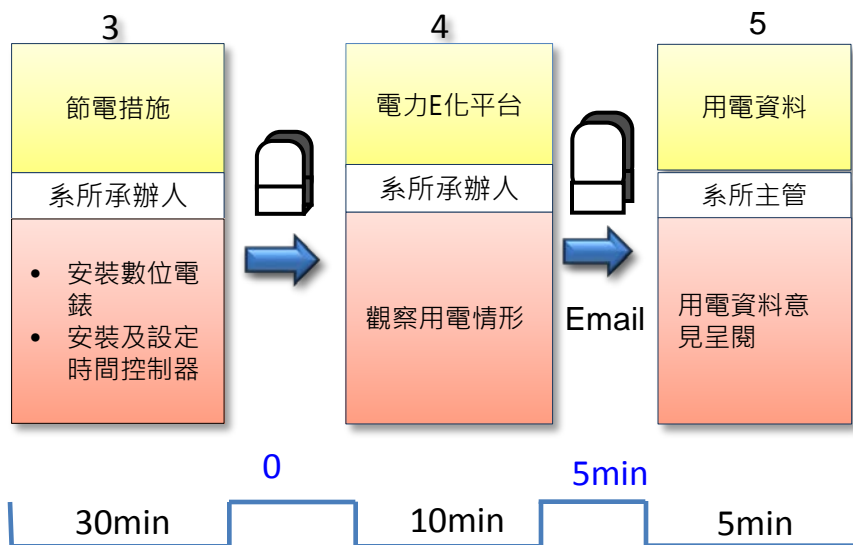 3
節電措施
系所承辦人
• 安裝數位電
錶
• 安裝及設定
時間控制器
4
電力E化平台
系所承辦人
觀察用電情形
Email
5
用電資料
系所主管
用電資料意
見呈閱
0
5min
30min
10min
5min